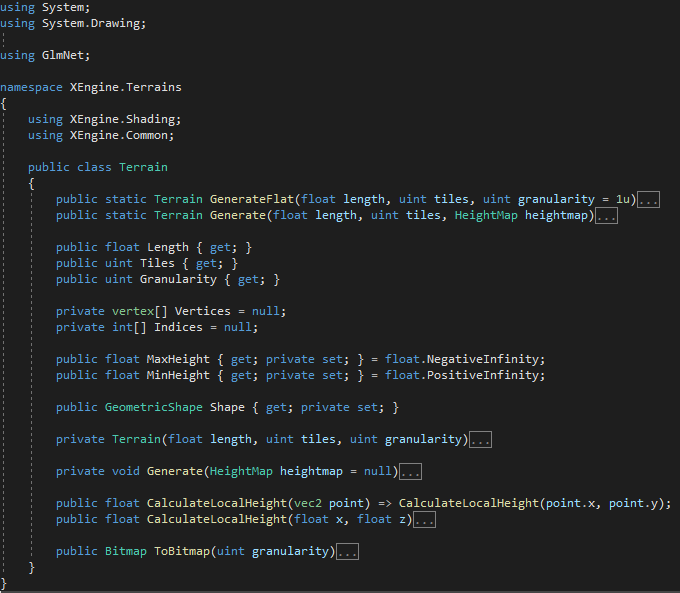 using System;
using System.Drawing;
using GlmNet;
namespace XEngine.Terrains
{
using XEngine.Shading;
using XEngine.Common;
public class Terrain
{
public static Terrain GenerateFlat(float length, uint tiles, uint granularity = 1u)...
public static Terrain Generate(float length, uint tiles, HeightMap heightmap)...
public float Length { get; }
public uint Tiles { get; }
public uint Granularity { get; }
private vertex[] Vertices = null;
private int[] Indices = null;
public float MaxHeight { get; private set; } = float.NegativeInfinity;
public float MinHeight { get; private set; } = float.PositiveInfinity;
public GeometricShape Shape { get; private set; }
private Terrain(float length, uint tiles, uint granularity)...
private void Generate(HeightMap heightmap = null)...
public float CalculateLocalHeight(vec2 point) => CalculateLocalHeight(point.x, point.y);
public float CalculateLocalHeight(float x, float z)...
public Bitmap ToBitmap(uint granularity)...
}
}